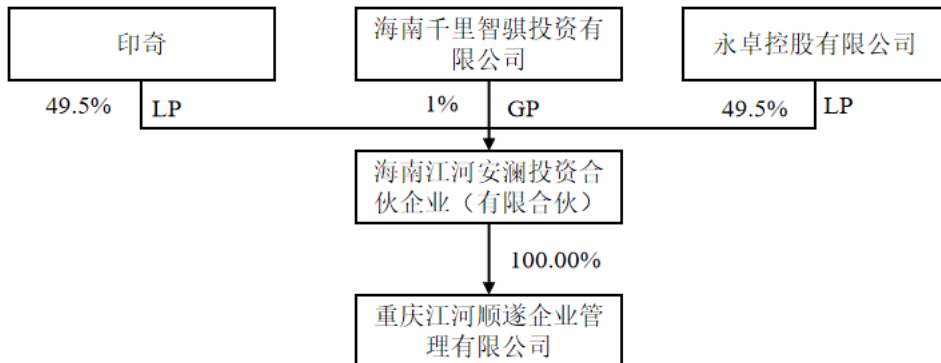 印奇
海南千里智骐投资有
限公司
永卓控股有限公司
49.5%
LP
1%
GP
49.5%
LP
海南江河安澜投资合
伙企业（有限合伙）
100.00%
重庆江河顺遂企业管
理有限公司